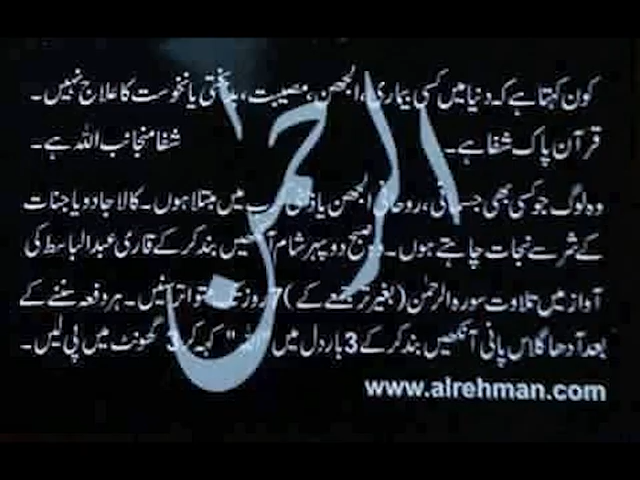 کون کہتا ہے کہ دنیا میں کسی بیماری، الجھن، مصیبت، بدبختی یا نحوست کا علاج نہیں۔
قرآن پاک شفا ہے۔ شفا منجانب اللہ ہے۔
وہ لوگ جو کسی بھی جسمانی، روحانی الجھن یا ذہنی کرب میں مبتلا ہوں۔ کالا جادو یا جنات
کے شر سے نجات چاہتے ہوں۔ وہ صبح دوپہر شام آنکھیں بند کر کے قاری عبدالباسط کی
آواز میں تلاوت سورہ الرحمٰن (بغیر ترجمے کے) 7 روز تک متواتر سنیں۔ ہر دفعہ سننے کے
بعد آدھا گلاس پانی آنکھیں بند کر کے 3 بار دل میں "اللہ" کہہ کر 3 گھونٹ میں پی لیں۔
www.alrehman.com
الرحمٰن